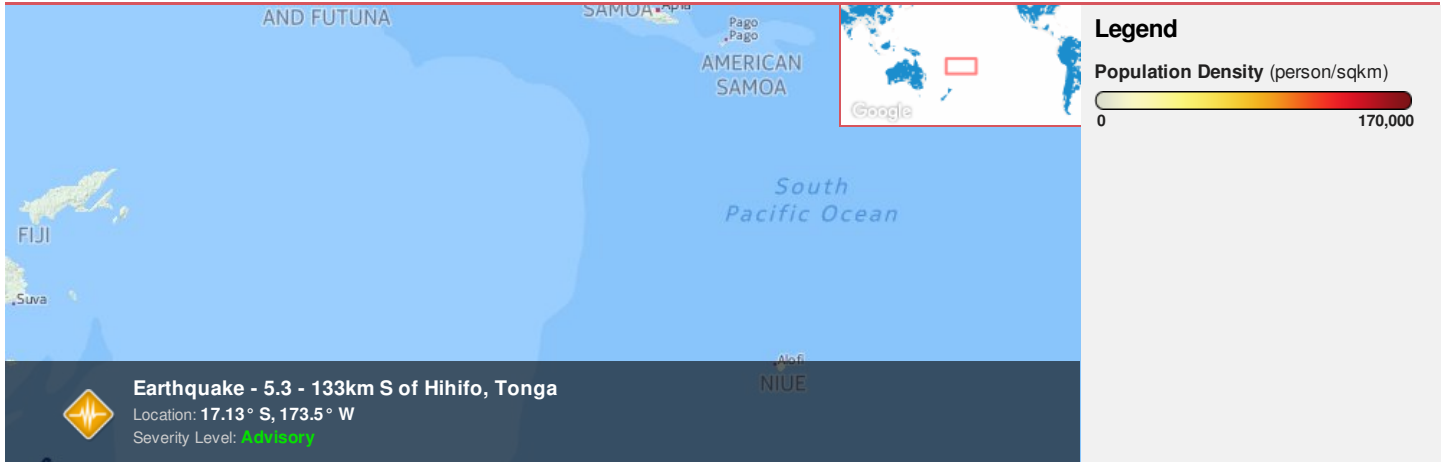 AND FUTUNA
SAMOA
Apia
Pago
Pago
AMERICAN
SAMOA
Google
South
Pacific Ocean
FIJI
Suva
Alofi
NIUE
Earthquake - 5.3 - 133km S of Hihifo, Tonga
Location: 17.13° S, 173.5° W
Severity Level: Advisory
Legend
Population Density (person/sqkm)
0 170,000